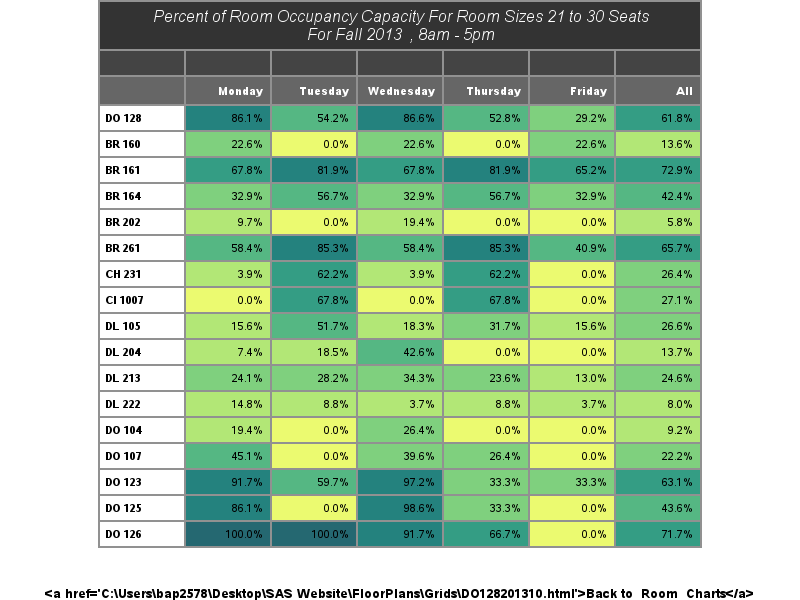 Percent of Room Occupancy Capacity For Room Sizes 21 to 30 Seats
For Fall 2013 , 8am - 5pm
Monday Tuesday Wednesday Thursday Friday All
DO 128 86.1% 54.2% 86.6% 52.8% 29.2% 61.8%
BR 160 22.6% 0.0% 22.6% 0.0% 22.6% 13.6%
BR 161 67.8% 81.9% 67.8% 81.9% 65.2% 72.9%
BR 164 32.9% 56.7% 32.9% 56.7% 32.9% 42.4%
BR 202 9.7% 0.0% 19.4% 0.0% 0.0% 5.8%
BR 261 58.4% 85.3% 58.4% 85.3% 40.9% 65.7%
CH 231 3.9% 62.2% 3.9% 62.2% 0.0% 26.4%
CI 1007 0.0% 67.8% 0.0% 67.8% 0.0% 27.1%
DL 105 15.6% 51.7% 18.3% 31.7% 15.6% 26.6%
DL 204 7.4% 18.5% 42.6% 0.0% 0.0% 13.7%
DL 213 24.1% 28.2% 34.3% 23.6% 13.0% 24.6%
DL 222 14.8% 8.8% 3.7% 8.8% 3.7% 8.0%
DO 104 19.4% 0.0% 26.4% 0.0% 0.0% 9.2%
DO 107 45.1% 0.0% 39.6% 26.4% 0.0% 22.2%
DO 123 91.7% 59.7% 97.2% 33.3% 33.3% 63.1%
DO 125 86.1% 0.0% 98.6% 33.3% 0.0% 43.6%
DO 126 100.0% 100.0% 91.7% 66.7% 0.0% 71.7%
<a href='C:\Users\bap2578\Desktop\SAS Website\FloorPlans\Grids\DO128201310.html'>Back to Room Charts</a>